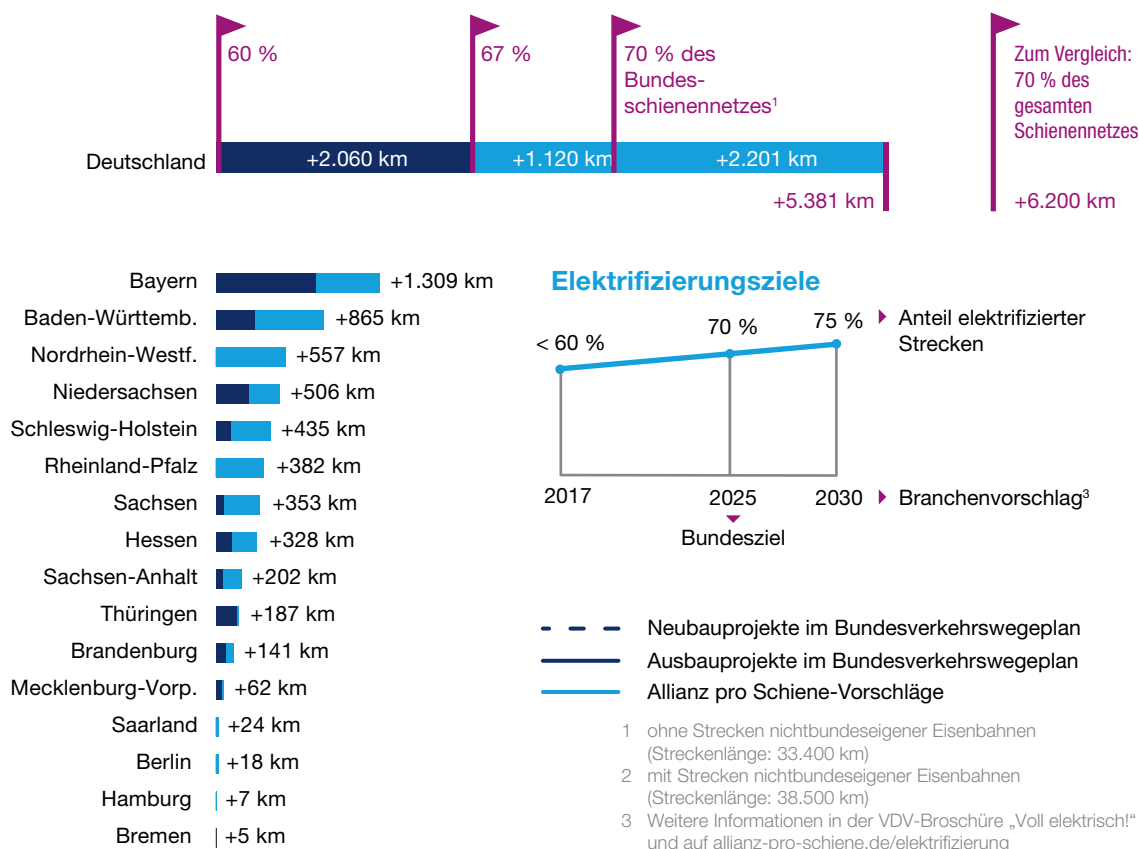 60 %
67 %
70 % des
Bundes-
schienennetzes¹
Zum Vergleich:
70 % des
gesamten
Schienennetzes
Deutschland
+2.060 km
+1.120 km
+2.201 km
+5.381 km
+6.200 km
Bayern +1.309 km
Baden-Württemb. +865 km
Nordrhein-Westf. +557 km
Niedersachsen +506 km
Schleswig-Holstein +435 km
Rheinland-Pfalz +382 km
Sachsen +353 km
Hessen +328 km
Sachsen-Anhalt +202 km
Thüringen +187 km
Brandenburg +141 km
Mecklenburg-Vorp. +62 km
Saarland +24 km
Berlin +18 km
Hamburg +7 km
Bremen +5 km
Elektrifizierungsziele
< 60 %
70 %
75 %
Anteil elektrifizierter
Strecken
2017
2025
2030
Branchenvorschlag³
Bundesziel
Neubauprojekte im Bundesverkehrswegeplan
Ausbauprojekte im Bundesverkehrswegeplan
Allianz pro Schiene-Vorschläge
1 ohne Strecken nichtbundeseigener Eisenbahnen
(Streckenlänge: 33.400 km)
2 mit Strecken nichtbundeseigener Eisenbahnen
(Streckenlänge: 38.500 km)
3 Weitere Informationen in der VDV-Broschüre „Voll elektrisch!"
und auf allianz-pro-schiene.de/elektrifizierung